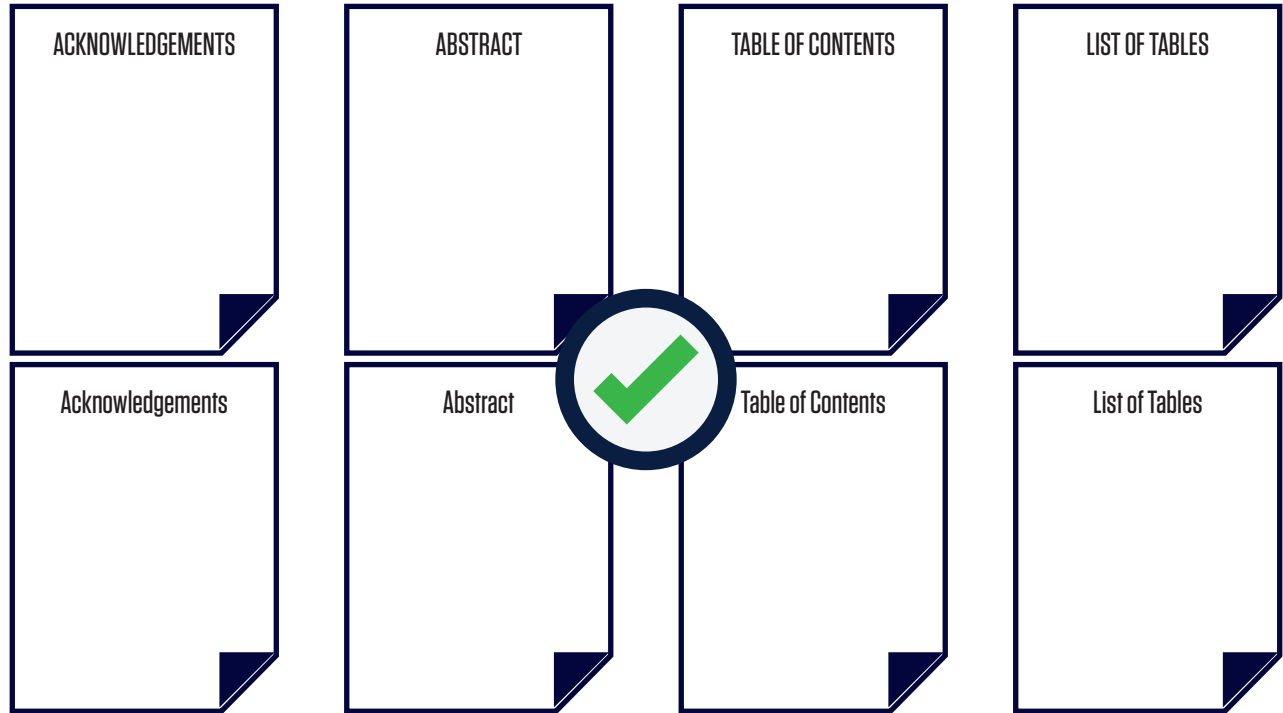 ACKNOWLEDGEMENTS
ABSTRACT
TABLE OF CONTENTS
LIST OF TABLES
Acknowledgements
Abstract
Table of Contents
List of Tables